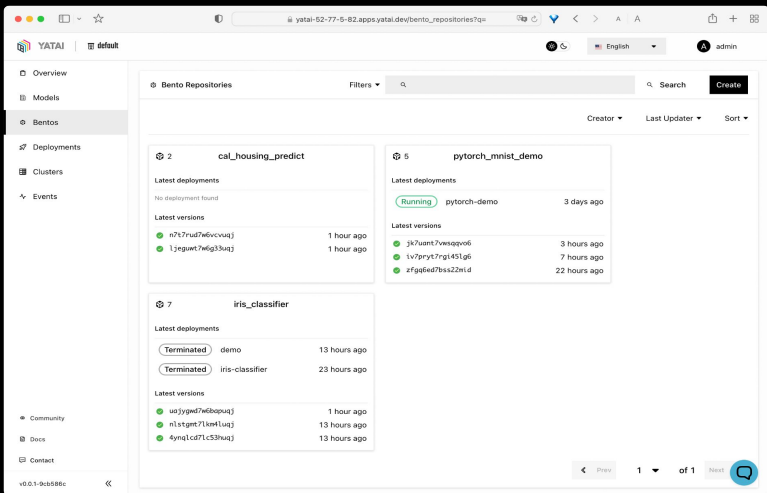 yatai-52-77-5-82.apps.yatai.dev/bento_repositories?q=
A A
YATAI default
English
A admin
Overview
Models
Bentos
Deployments
Clusters
Events
Bento Repositories
Filters
Search
Create
Creator
Last Updater
Sort
2 cal_housing_predict
Latest deployments
No deployment found
Latest versions
n7t7rud7w6vcvuqj 1 hour ago
ljeguwt7w6g33uqj 1 hour ago
5 pytorch_mnist_demo
Latest deployments
Running pytorch-demo 3 days ago
Latest versions
jk7uant7vwsqqvo6 3 hours ago
iv7pryt7rgi45lg6 7 hours ago
zfgq6ed7bss2Zmid 22 hours ago
7 iris_classifier
Latest deployments
Terminated demo 13 hours ago
Terminated iris-classifier 23 hours ago
Latest versions
uajygwd7w6bapuqj 1 hour ago
nlstgmt7lkm4luqj 13 hours ago
4ynqlcd7lc53huqj 13 hours ago
Community
Docs
Contact
v0.0.1-9cb586c
Prev 1 of 1 Next